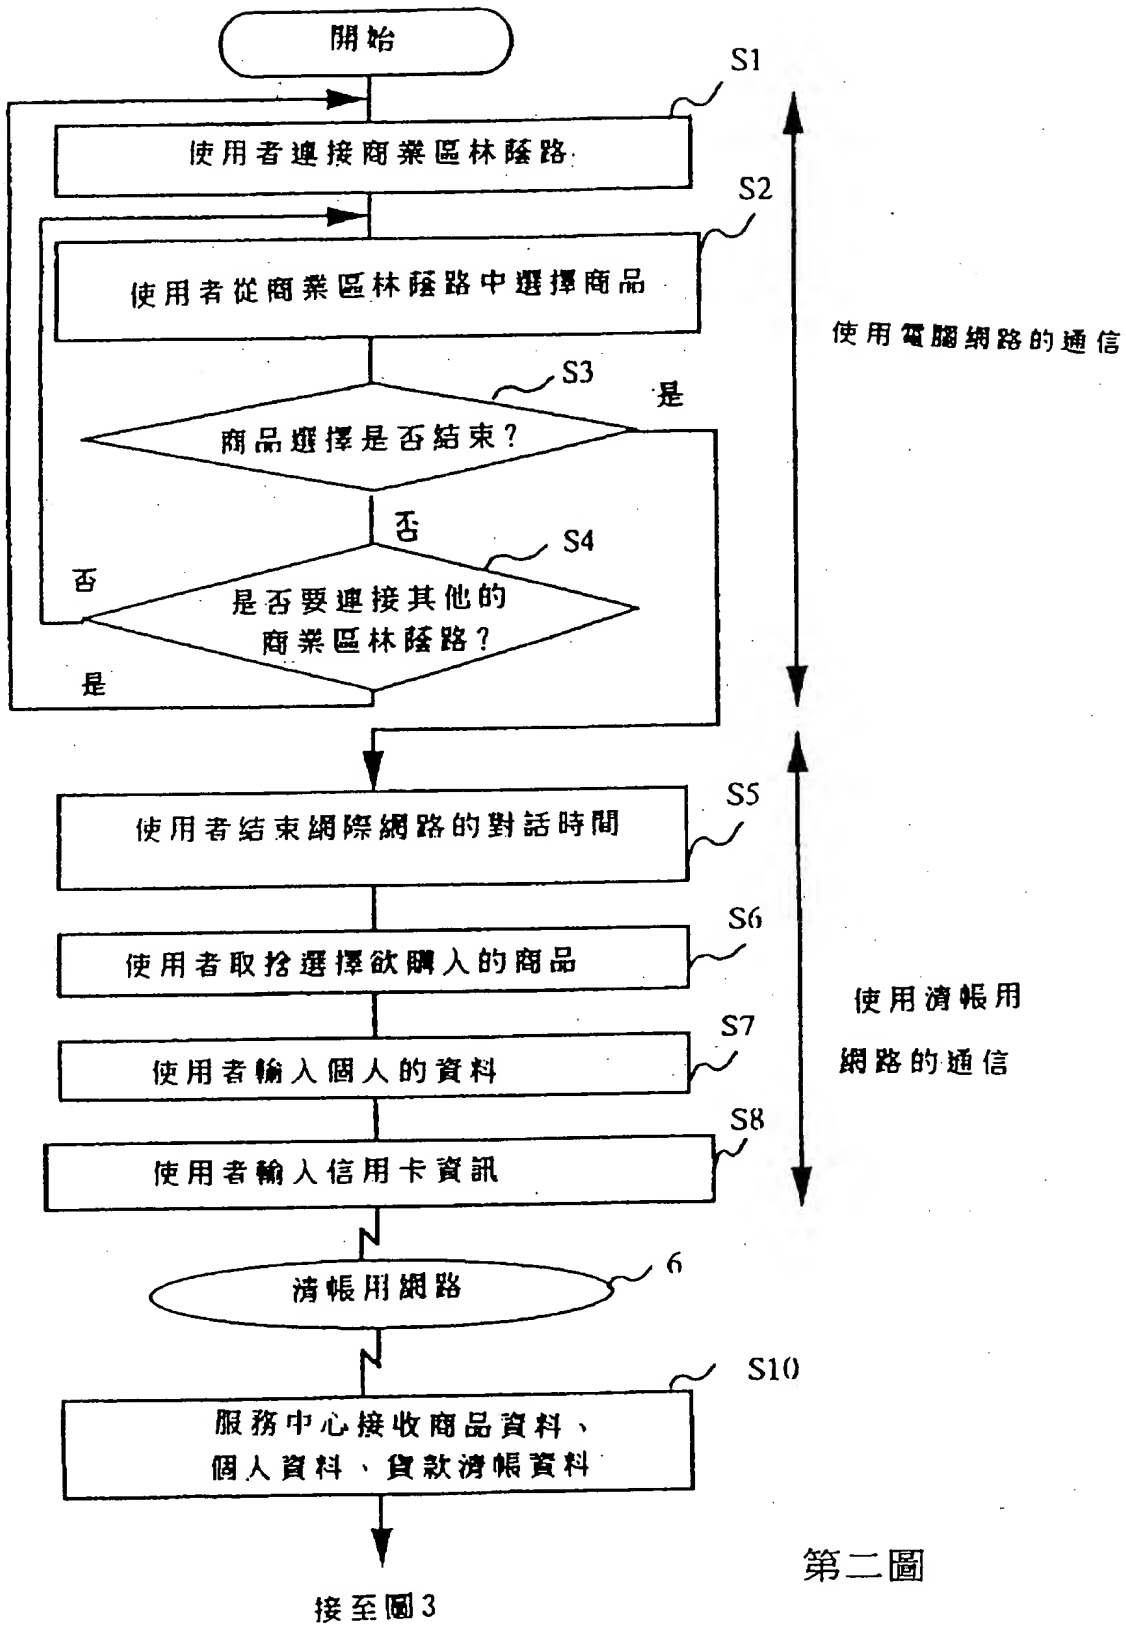 開始
S1
使用者連接商業區林蔭路
S2
使用者從商業區林蔭路中選擇商品
使用電腦網路的通信
S3
是
商品選擇是否結束?
否
S4
否
是否要連接其他的
商業區林蔭路?
是
S5
使用者結束網際網路的對話時間
S6
使用者取捨選擇欲購入的商品
使用清帳用
網路的通信
S7
使用者輸入個人的資料
S8
使用者輸入信用卡資訊
6
清帳用網路
S10
服務中心接收商品資料、
個人資料、貨款清帳資料
第二圖
接至圖3